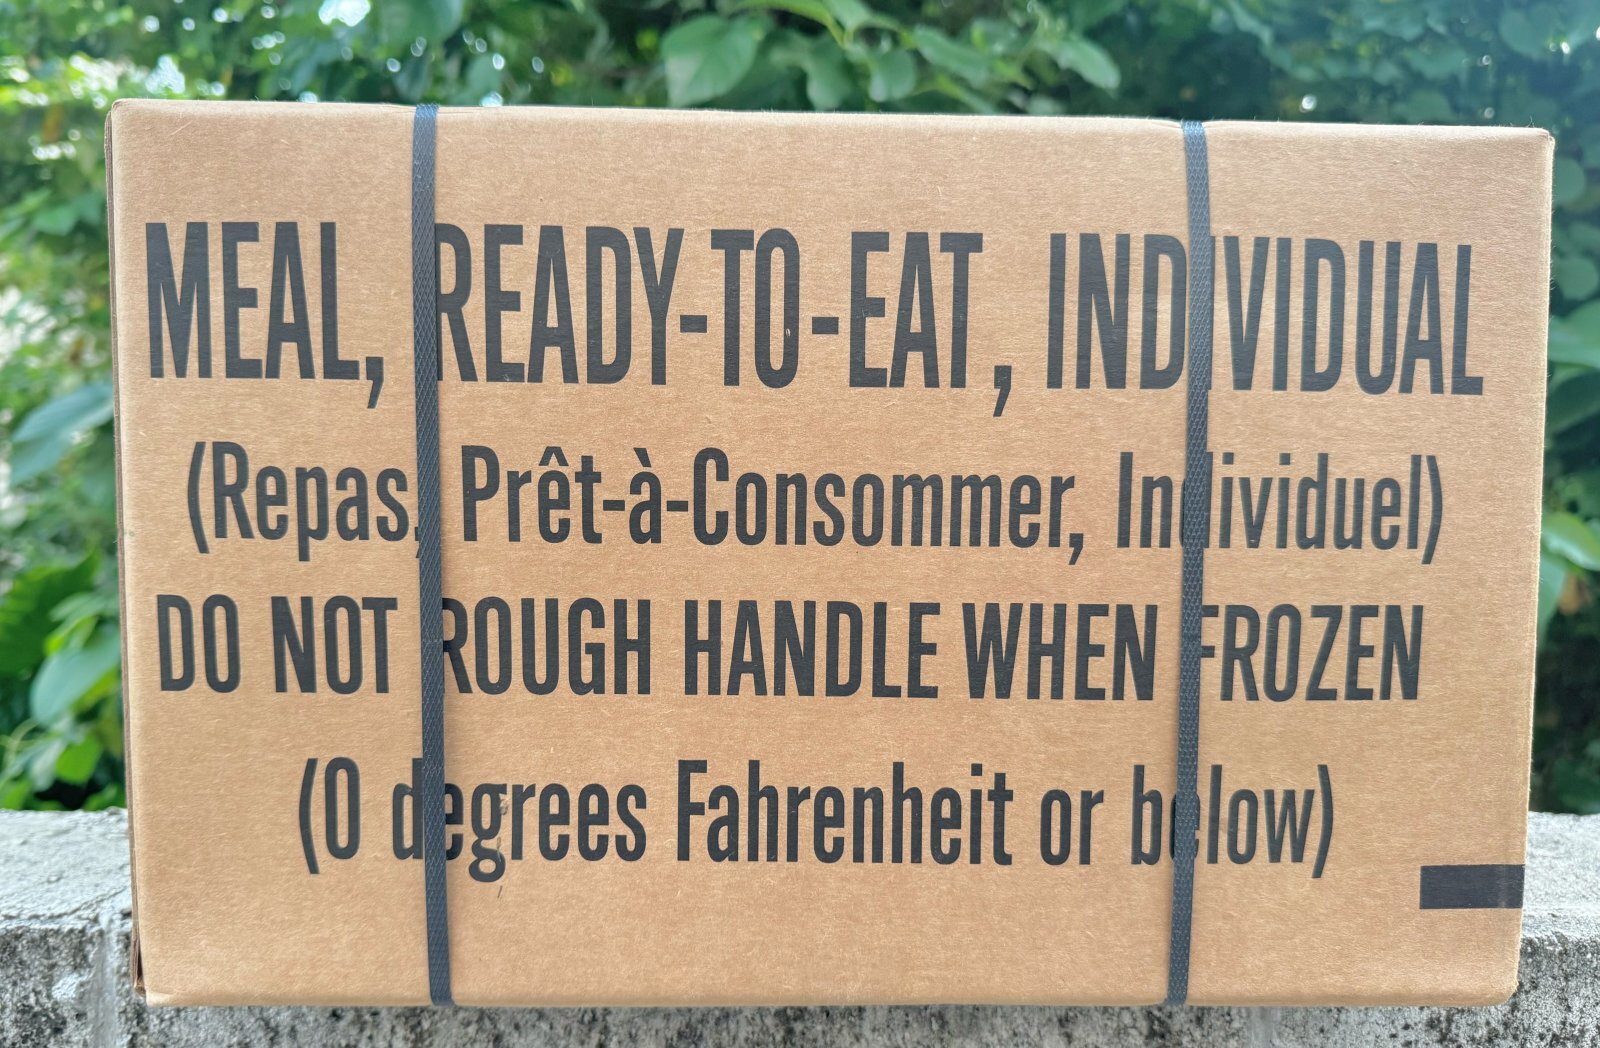 MEAL, READY-TO-EAT, INDIVIDUAL
(Repas, Prêt-à-Consommer, Individuel)
DO NOT ROUGH HANDLE WHEN FROZEN
(0 degrees Fahrenheit or below)